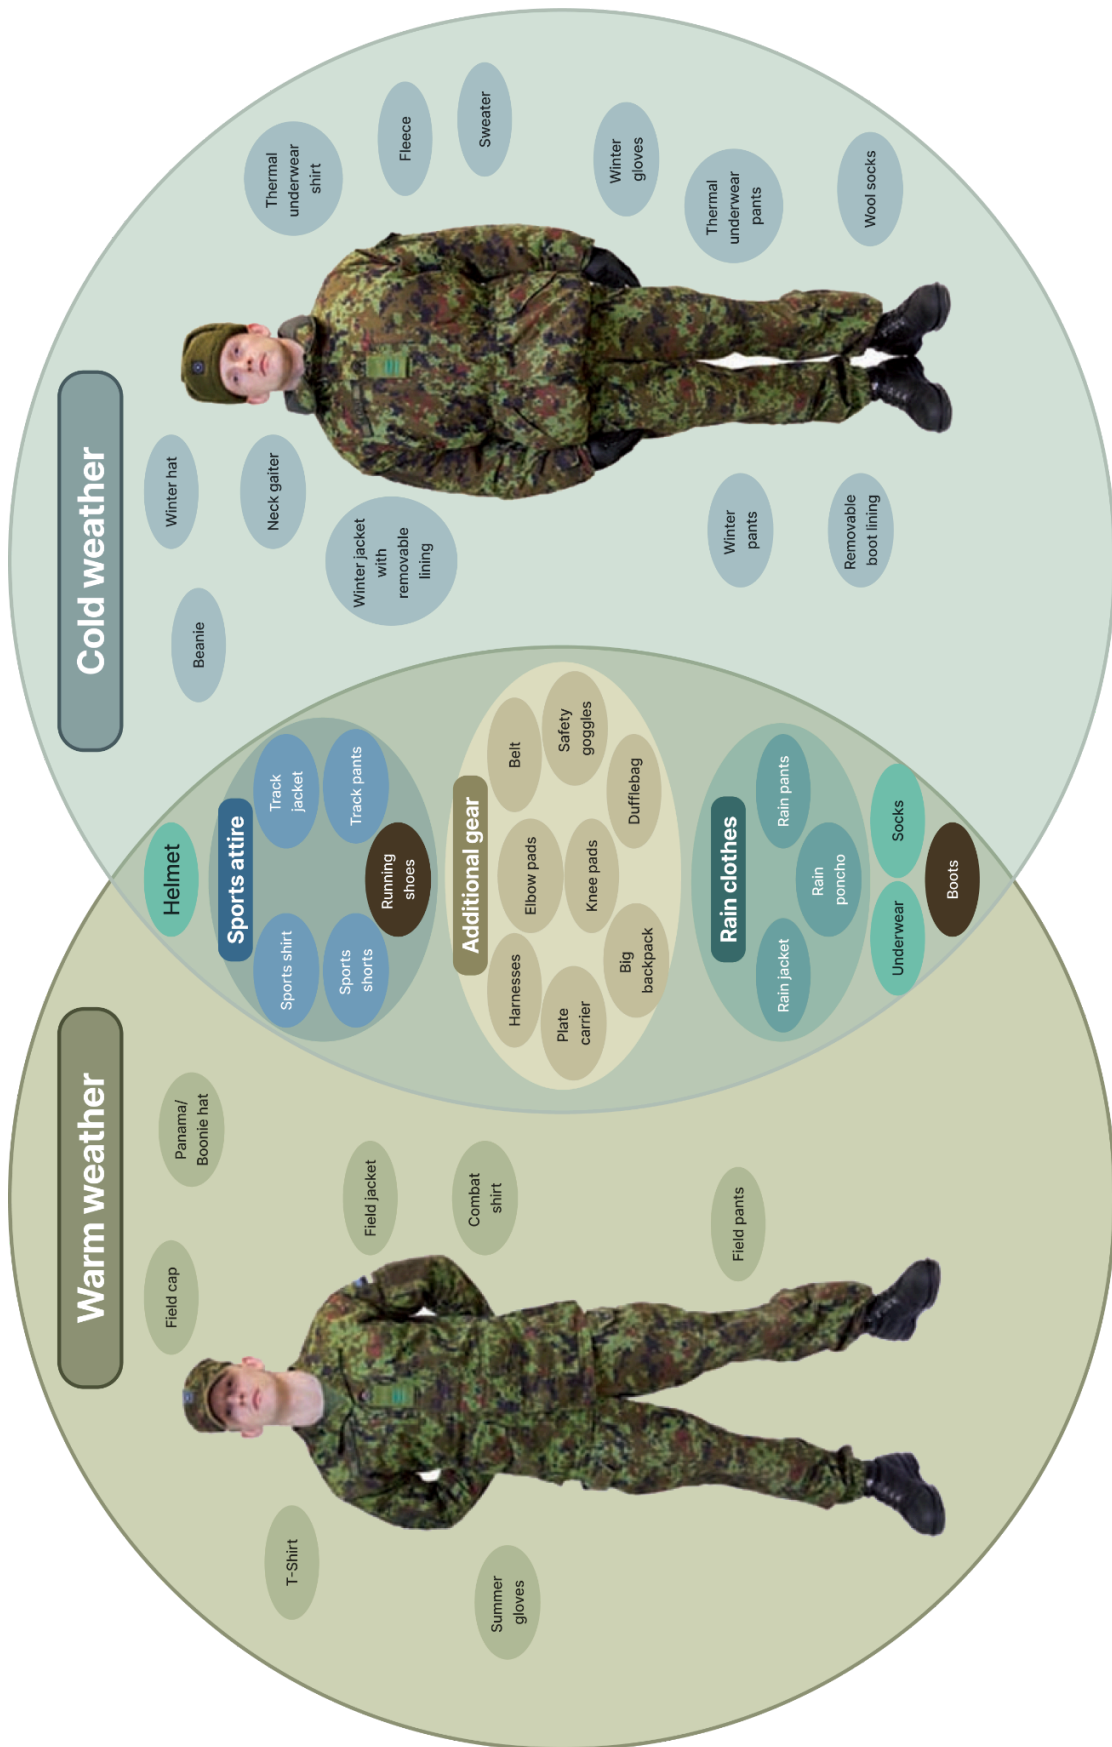 Warm weather
Field cap
Panama/
Boonie hat
T-Shirt
Field jacket
Combat
shirt
Summer
gloves
Field pants
Helmet
Sports attire
Sports shirt
Track
jacket
Sports
shorts
Track pants
Running
shoes
Additional gear
Harnesses
Belt
Elbow pads
Plate
carrier
Safety
goggles
Knee pads
Big
backpack
Dufflebag
Rain clothes
Rain jacket
Rain pants
Rain
poncho
Underwear
Socks
Boots
Cold weather
Beanie
Winter hat
Neck gaiter
Thermal
underwear
shirt
Winter jacket
with
removable
lining
Fleece
Sweater
Winter
gloves
Winter
pants
Thermal
underwear
pants
Removable
boot lining
Wool socks